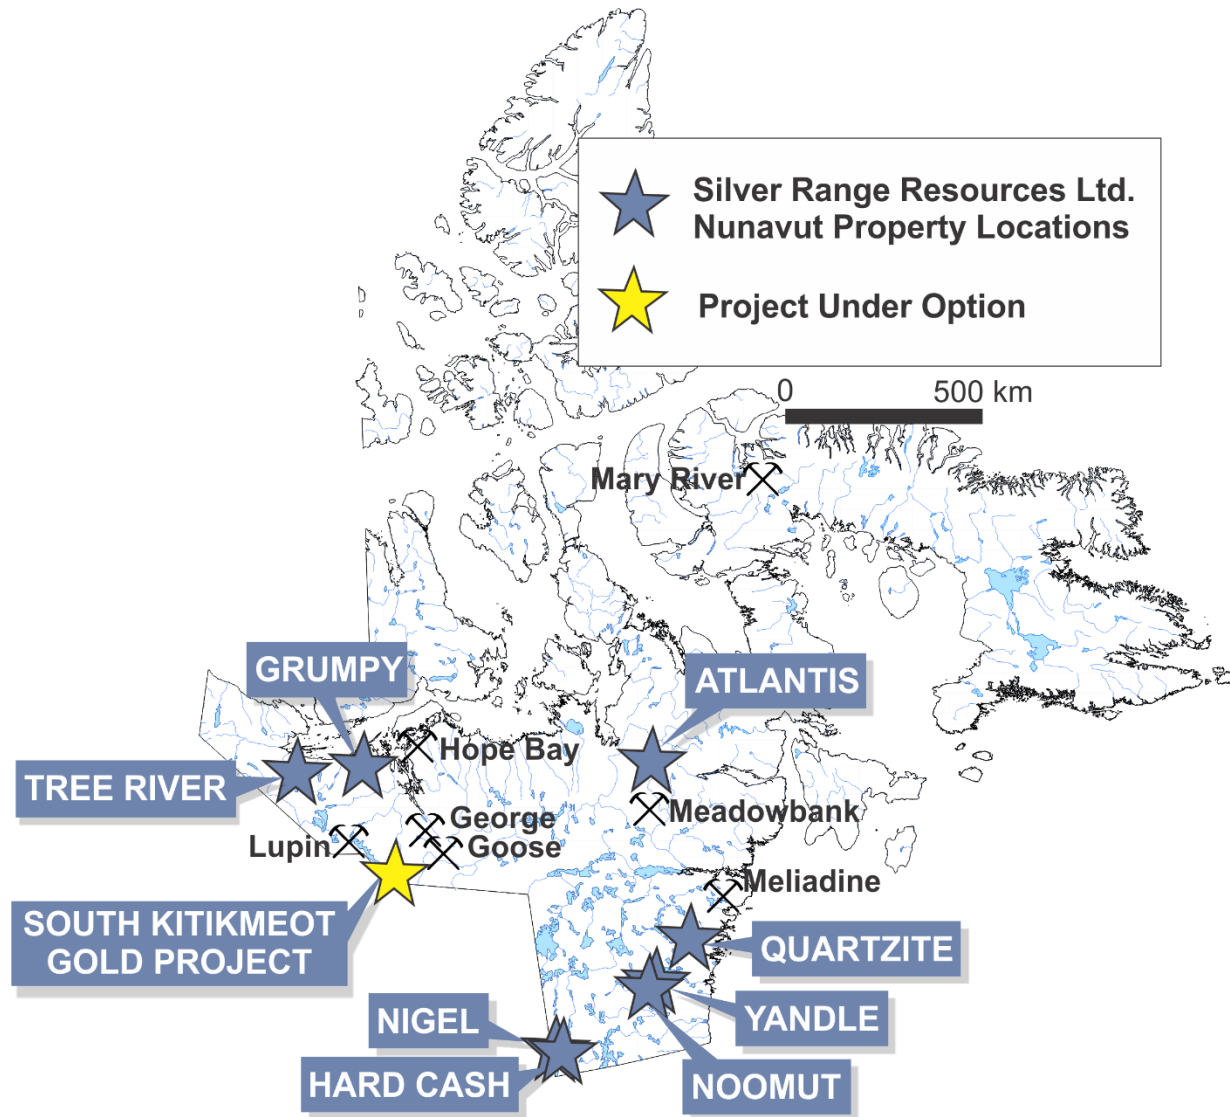 Silver Range Resources Ltd.
Nunavut Property Locations
Project Under Option
0 500 km
Mary River
GRUMPY
ATLANTIS
Hope Bay
TREE RIVER
Meadowbank
George
Lupin
Goose
Meliadine
SOUTH KITIKMEOT
GOLD PROJECT
QUARTZITE
NIGEL
YANDLE
HARD CASH
NOOMUT